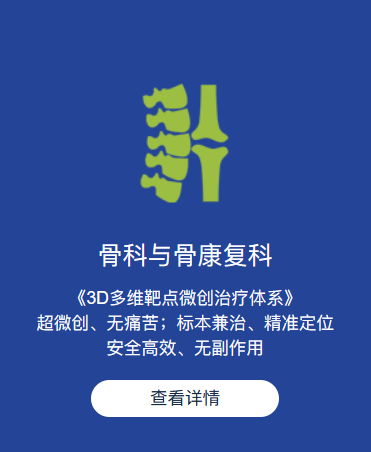 骨科与骨康复科
《3D多维靶点微创治疗体系》
超微创、无痛苦；标本兼治、精准定位
安全高效、无副作用
查看详情